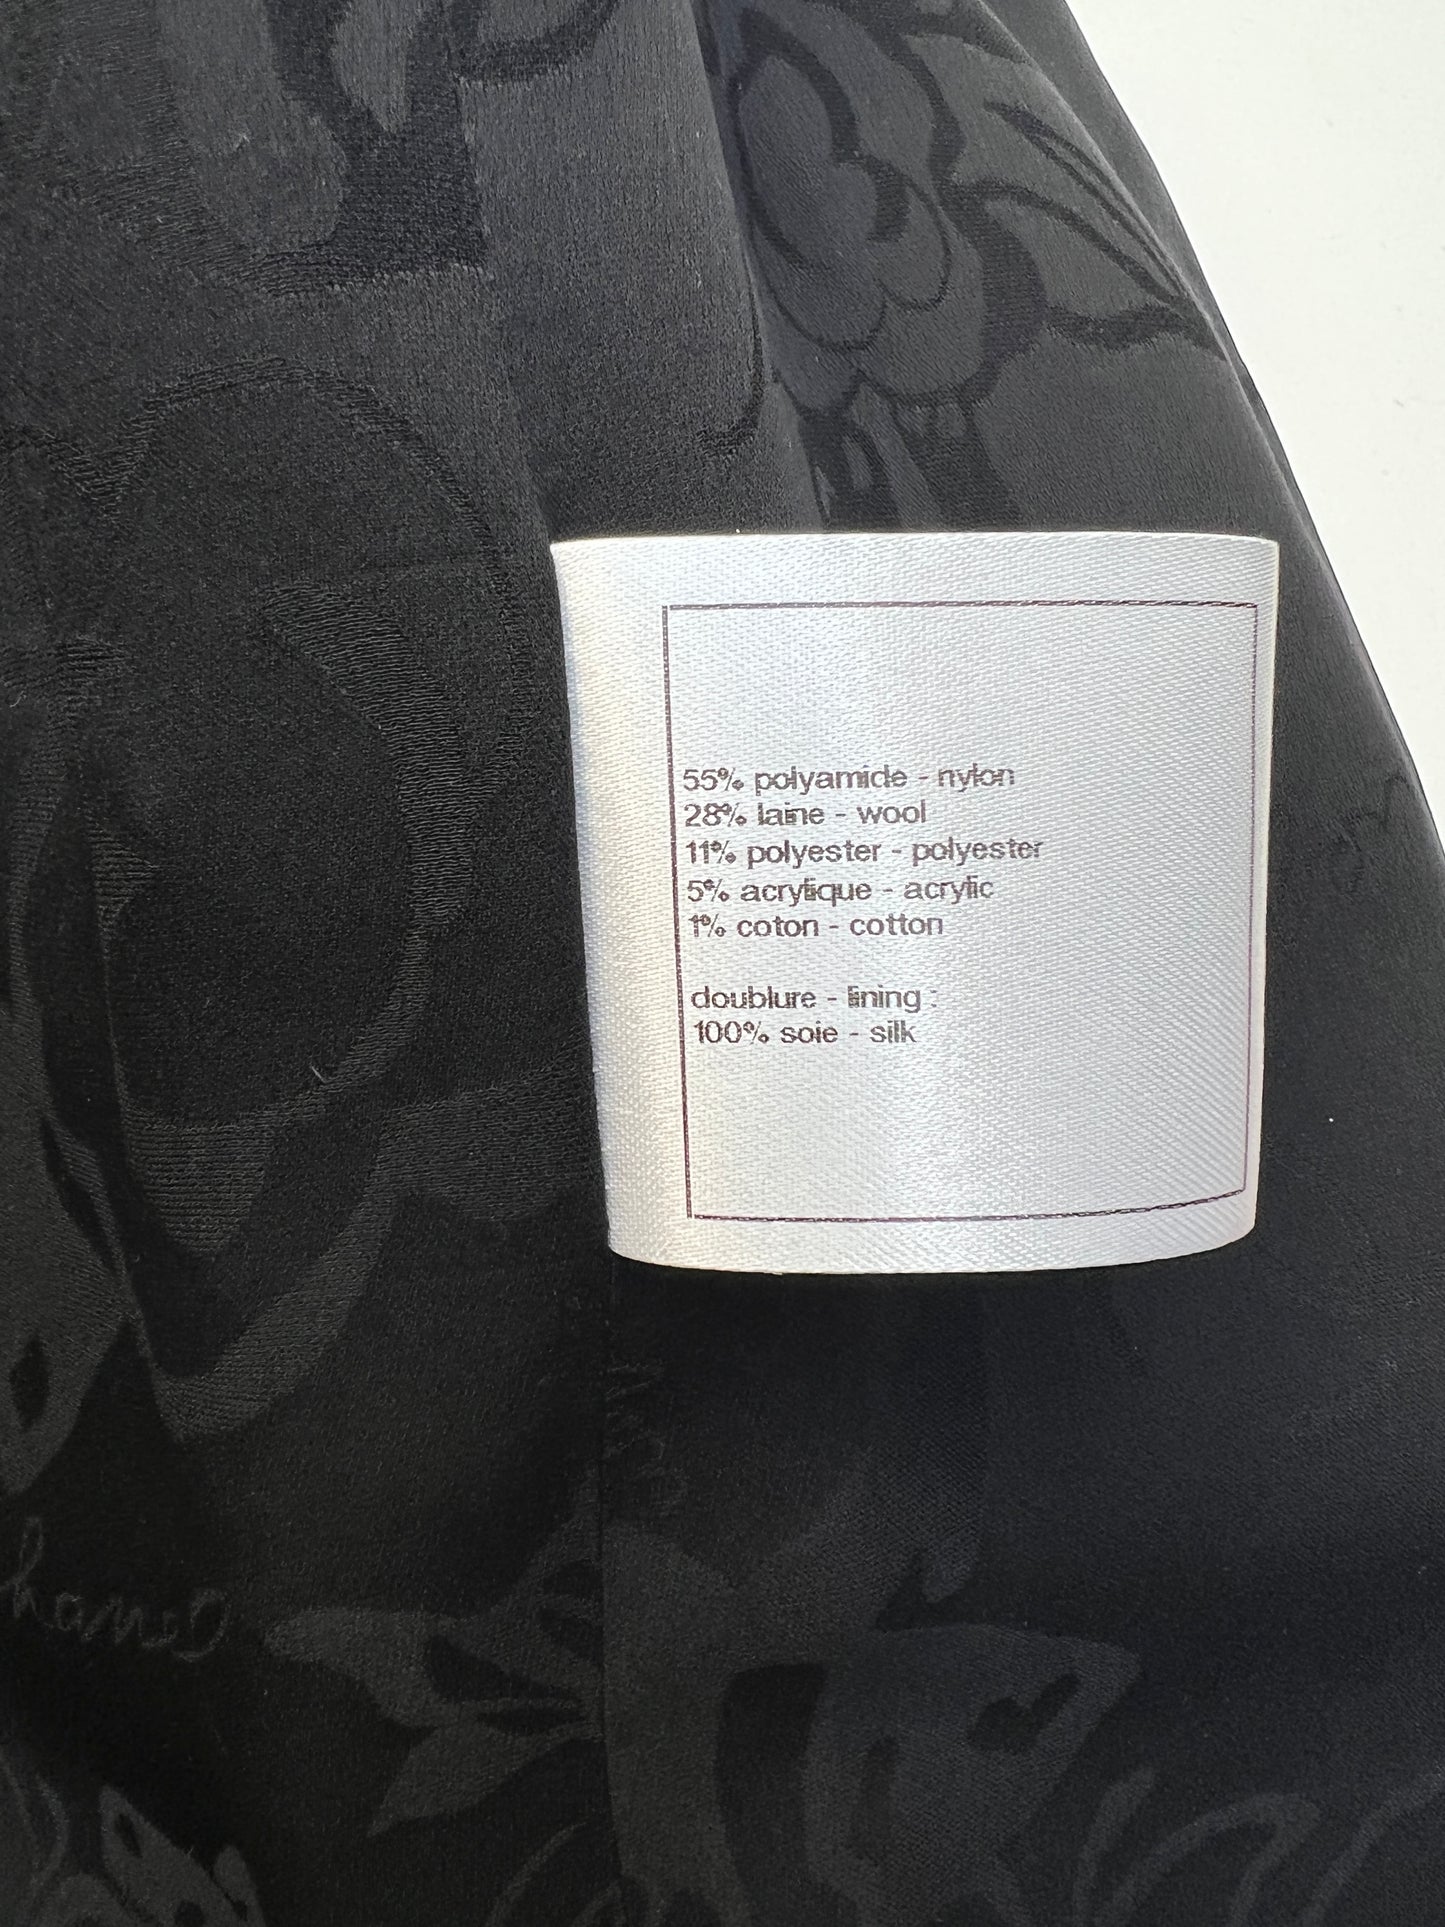 55% polyamide - nylon
28% laine - wool
11% polyester - polyester
5% acrylique - acrylic
1% coton - cotton
doublure - lining :
100% soie - silk